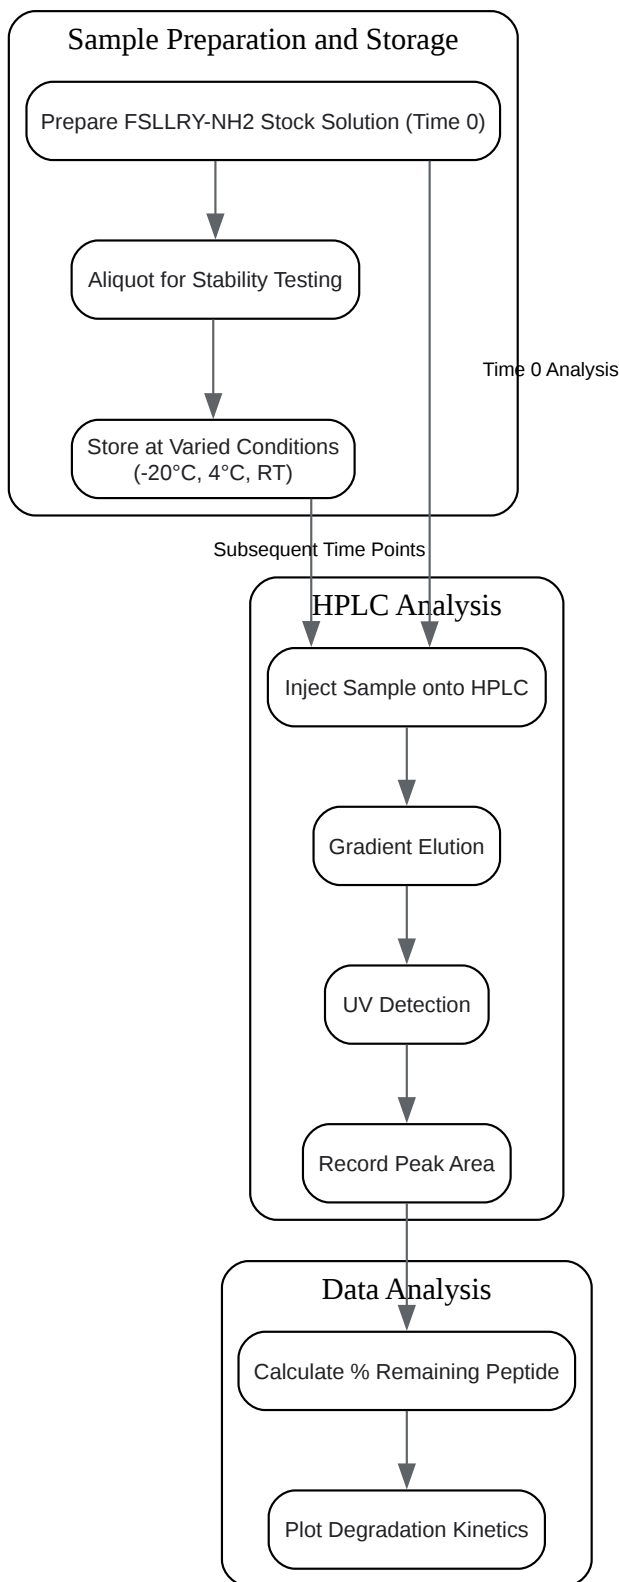 Sample Preparation and Storage
Prepare FSLLRY-NH2 Stock Solution (Time 0)
Aliquot for Stability Testing
Time 0 Analysis
Store at Varied Conditions
(-20°C, 4°C, RT)
Subsequent Time Points
HPLC Analysis
Inject Sample onto HPLC
Gradient Elution
UV Detection
Record Peak Area
Data Analysis
Calculate % Remaining Peptide
Plot Degradation Kinetics